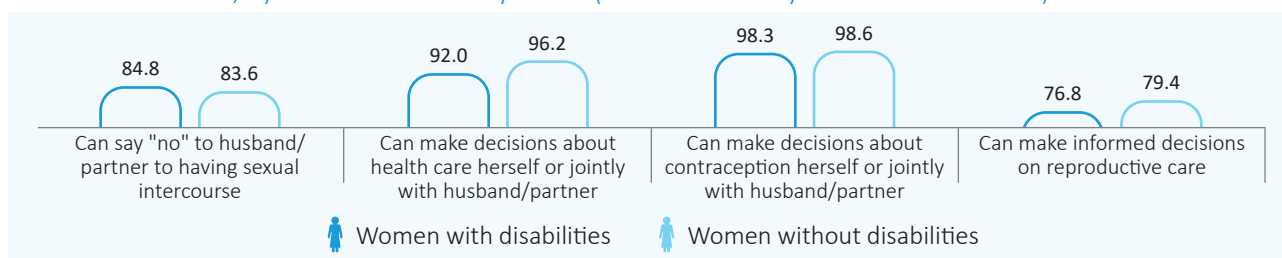 84.8
83.6
92.0
96.2
98.3
98.6
76.8
79.4
Can say "no" to husband/
partner to having sexual
intercourse
Can make decisions about
health care herself or jointly
with husband/partner
Can make decisions about
contraception herself or jointly
with husband/partner
Can make informed decisions
on reproductive care
Women with disabilities
Women without disabilities